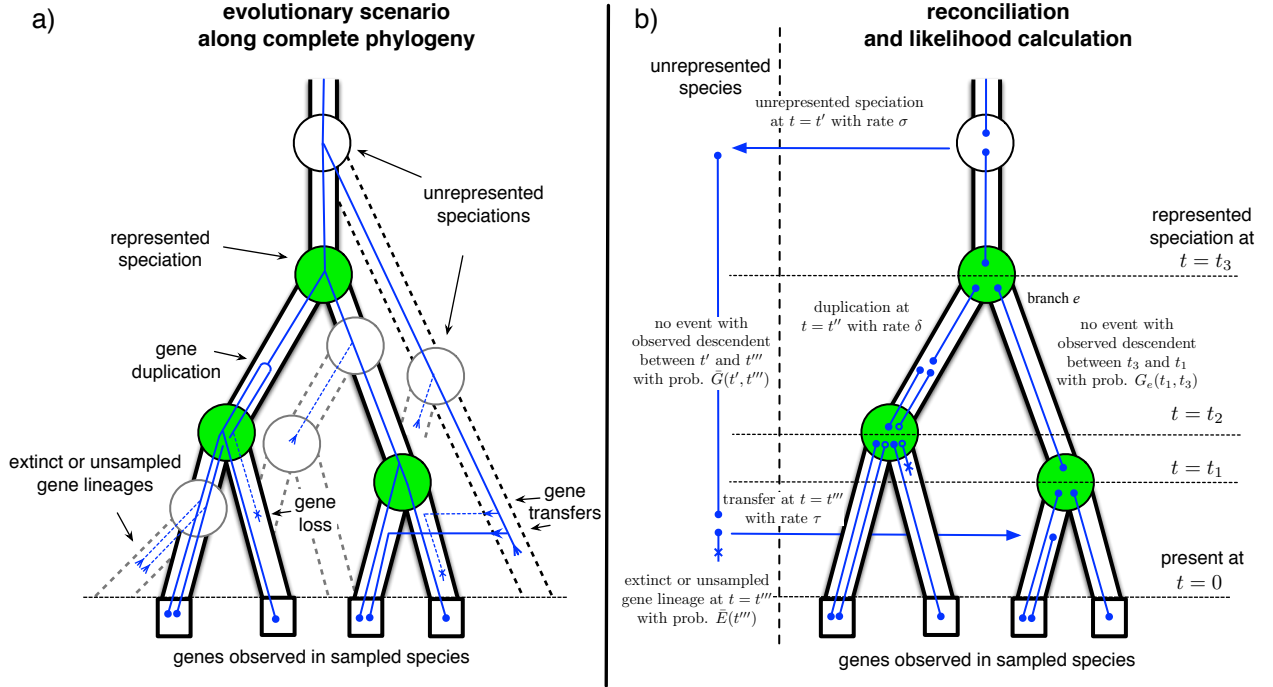 a)
evolutionary scenario
along complete phylogeny
unrepresented
speciations
represented
speciation
gene
duplication
extinct or unsampled
gene lineages
gene
loss
gene
transfers
genes observed in sampled species
b)
reconciliation
and likelihood calculation
unrepresented
species
unrepresented speciation
at t = t′ with rate σ
represented
speciation at
t = t₃
branch e
duplication at
t = t″ with rate δ
no event with
observed descendent
between t′ and t‴
with prob. Ḡ(t′, t‴)
no event with
observed descendent
between t₃ and t₁
with prob. Gₑ(t₁, t₃)
t = t₂
t = t₁
transfer at t = t‴
with rate τ
present at
t = 0
extinct or unsampled
gene lineage at t = t‴
with prob. Ē(t‴)
genes observed in sampled species